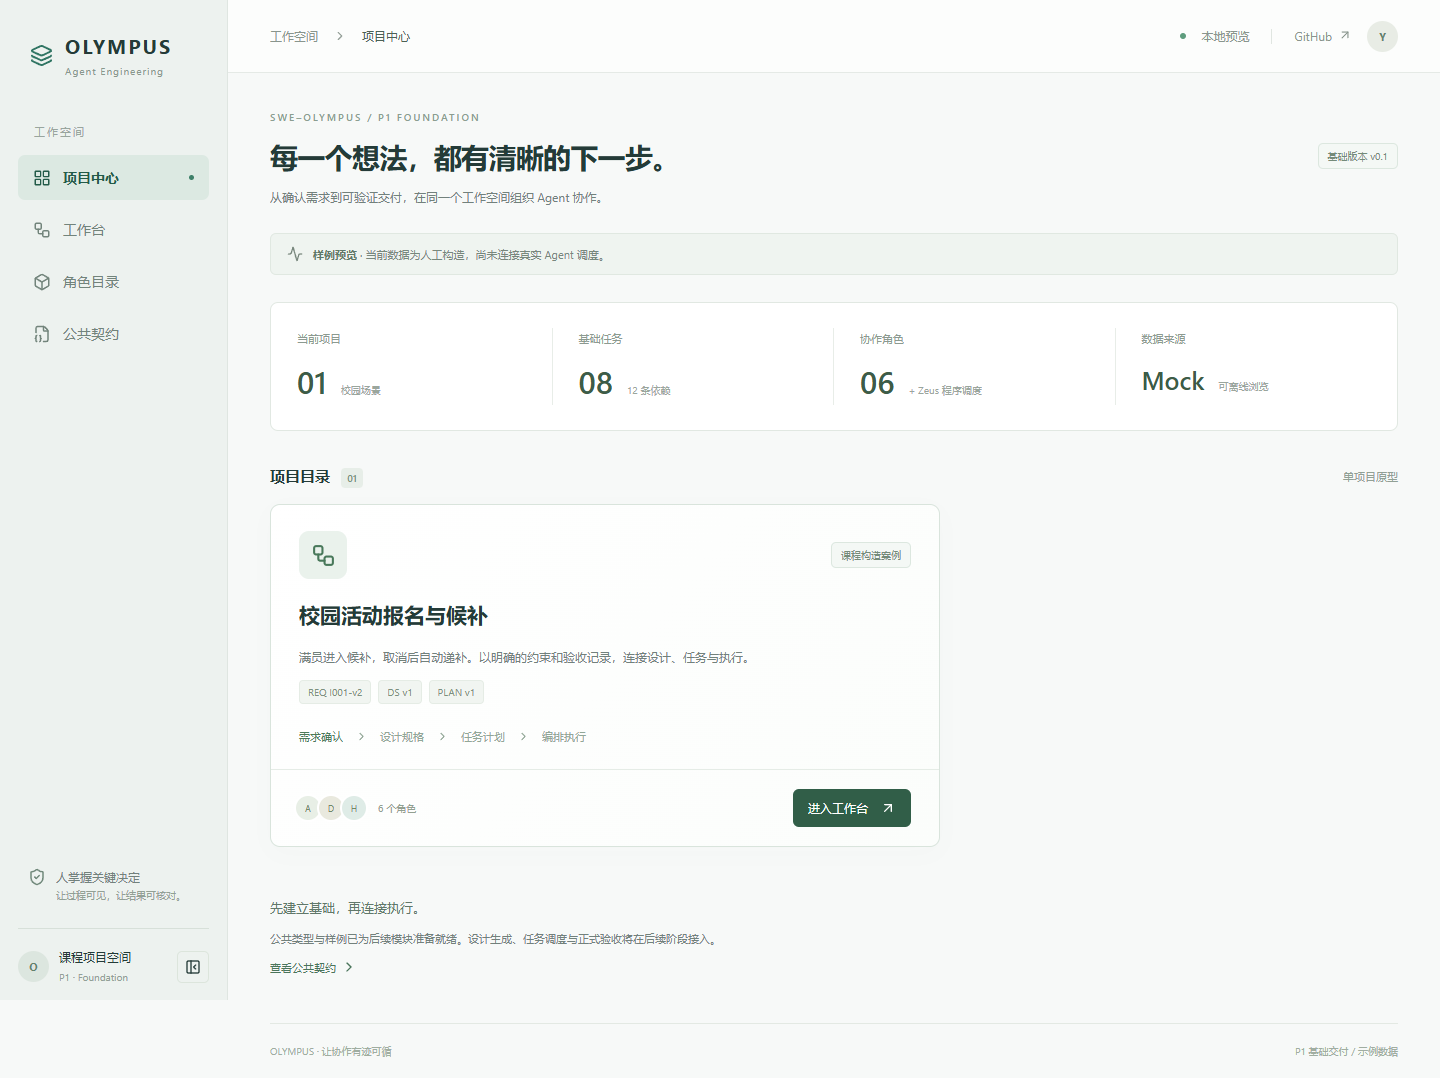 OLYMPUS
Agent Engineering
工作空间
项目中心
工作台
角色目录
公共契约
人掌握关键决定
让过程可见，让结果可核对。
O
课程项目空间
P1 · Foundation
工作空间 > 项目中心
本地预览
GitHub
Y
SWE–OLYMPUS / P1 FOUNDATION
每一个想法，都有清晰的下一步。
从确认需求到可验证交付，在同一个工作空间组织 Agent 协作。
基础版本 v0.1
样例预览 · 当前数据为人工构造，尚未连接真实 Agent 调度。
当前项目
01 校园场景
基础任务
08 12 条依赖
协作角色
06 + Zeus 程序调度
数据来源
Mock 可离线浏览
项目目录 01
单项目原型
课程构造案例
校园活动报名与候补
满员进入候补，取消后自动递补。以明确的约束和验收记录，连接设计、任务与执行。
REQ I001-v2 DS v1 PLAN v1
需求确认 > 设计规格 > 任务计划 > 编排执行
A D H 6 个角色
进入工作台
先建立基础，再连接执行。
公共类型与样例已为后续模块准备就绪。设计生成、任务调度与正式验收将在后续阶段接入。
查看公共契约
OLYMPUS · 让协作有迹可循
P1 基础交付 / 示例数据